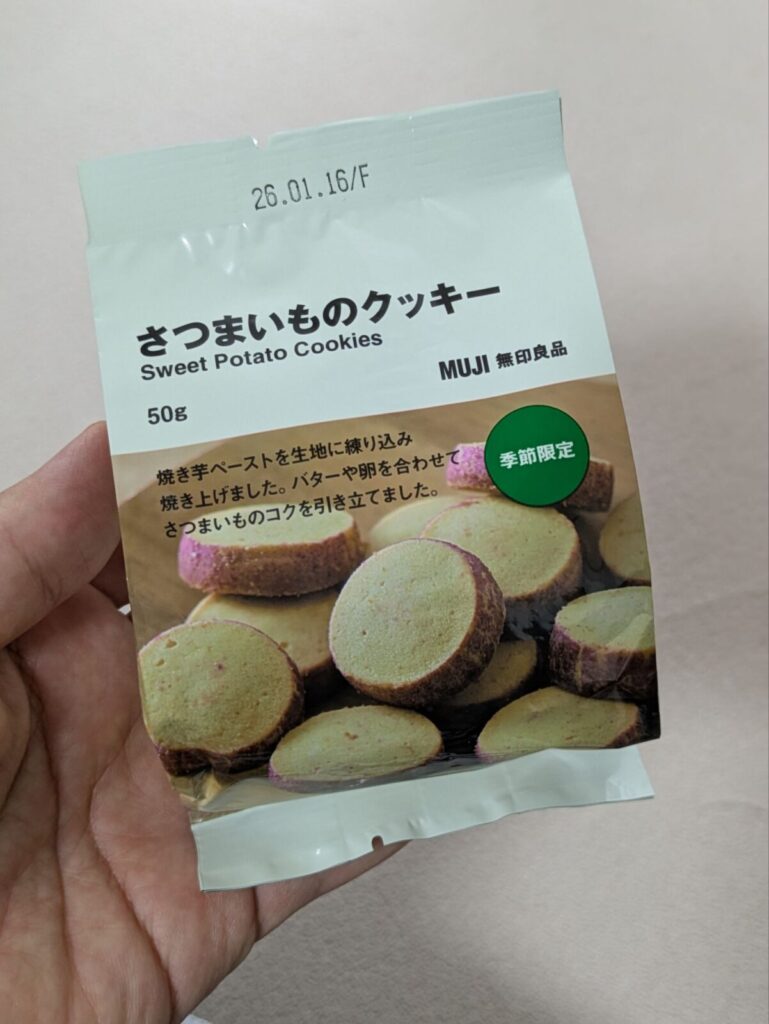 26.01.16/F
さつまいものクッキー
Sweet Potato Cookies
MUJI 無印良品
50g
焼き芋ペーストを生地に練り込み
焼き上げました。バターや卵を合わせて
さつまいものコクを引き立てました。
季節限定